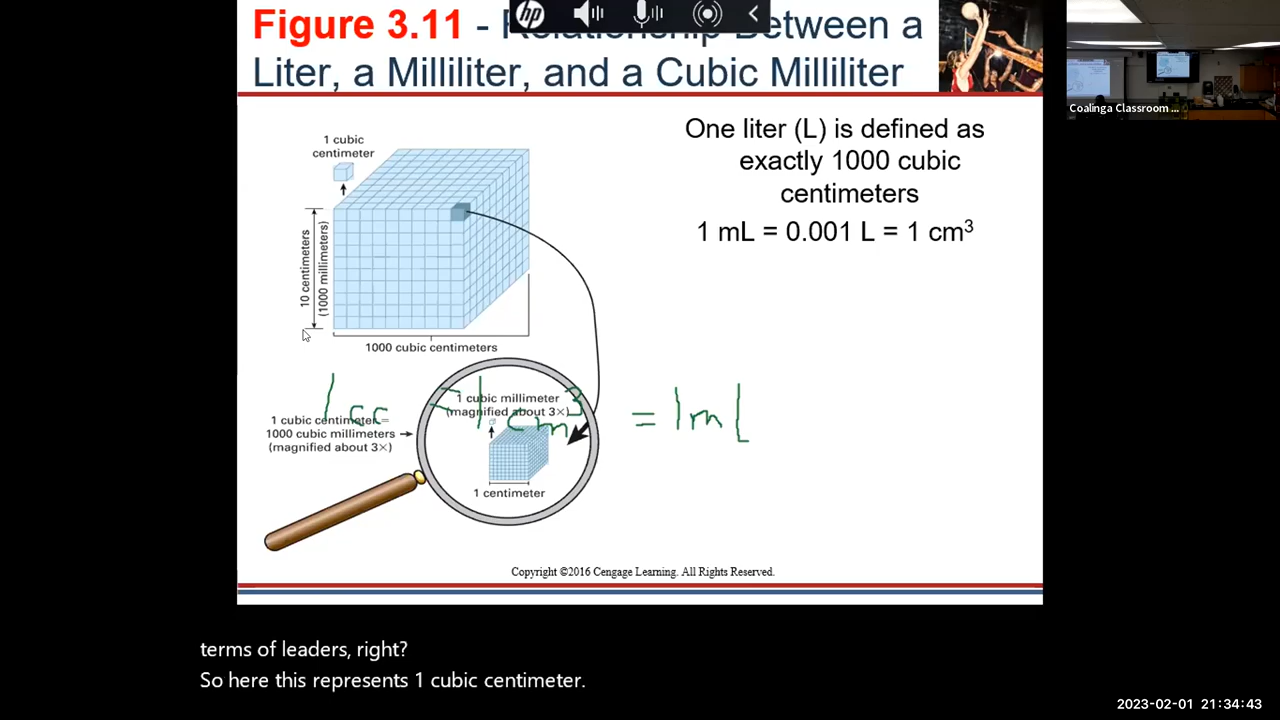 Figure 3.11 - Relationship Between a
Liter, a Milliliter, and a Cubic Milliliter
Coalinga Classroom ...
1 cubic
centimeter
One liter (L) is defined as
exactly 1000 cubic
centimeters
1 mL = 0.001 L = 1 cm³
10 centimeters
(1000 millimeters)
1000 cubic centimeters
1cc = 1 cm³ = 1mL
1 cubic millimeter
(magnified about 3×)
1 cubic centimeter =
1000 cubic millimeters
(magnified about 3×)
1 centimeter
Copyright ©2016 Cengage Learning. All Rights Reserved.
terms of leaders, right?
So here this represents 1 cubic centimeter.
2023-02-01 21:34:43
hp